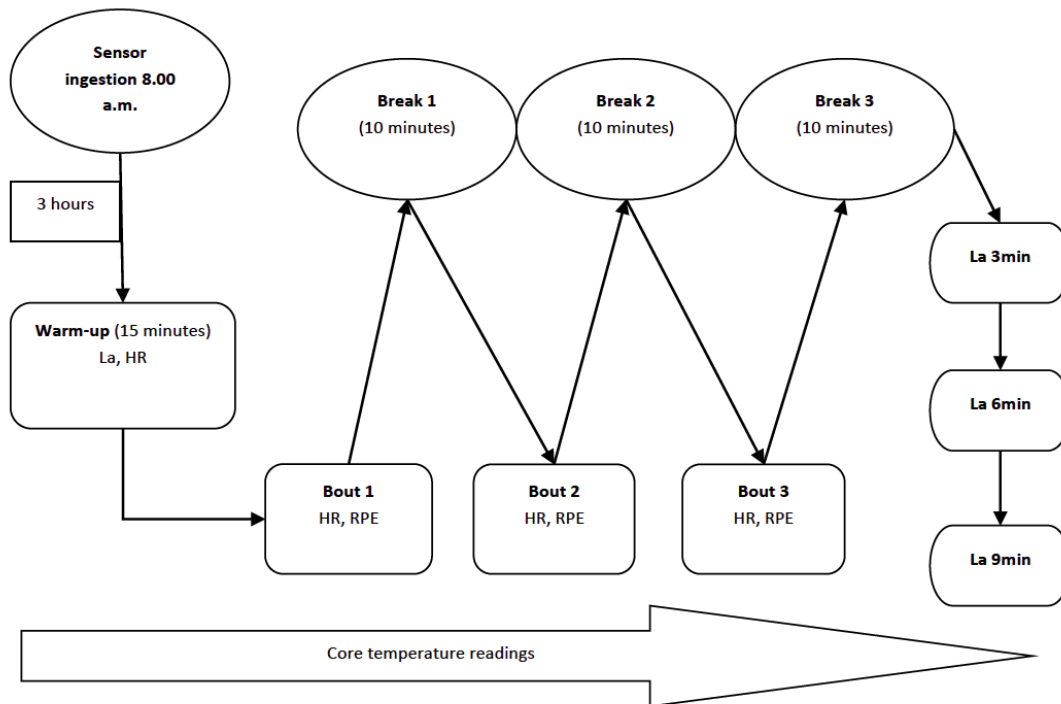 Sensor
ingestion 8.00
a.m.
3 hours
Warm-up (15 minutes)
La, HR
Bout 1
HR, RPE
Break 1
(10 minutes)
Bout 2
HR, RPE
Break 2
(10 minutes)
Bout 3
HR, RPE
Break 3
(10 minutes)
La 3min
La 6min
La 9min
Core temperature readings